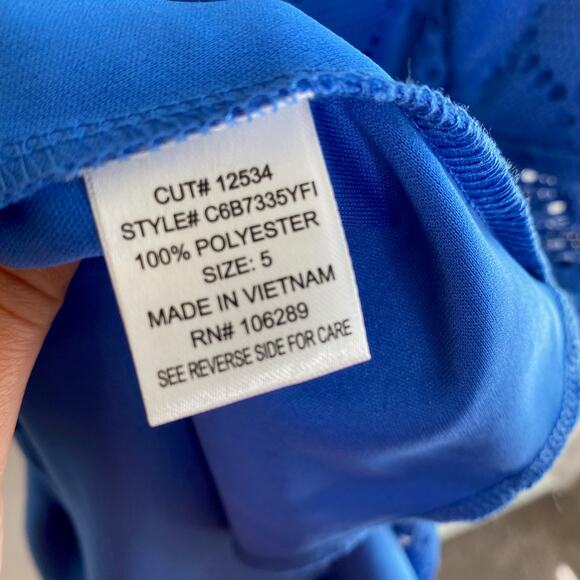 CUT# 12534
STYLE# C6B7335YFI
100% POLYESTER
SIZE: 5
MADE IN VIETNAM
RN# 106289
SEE REVERSE SIDE FOR CARE